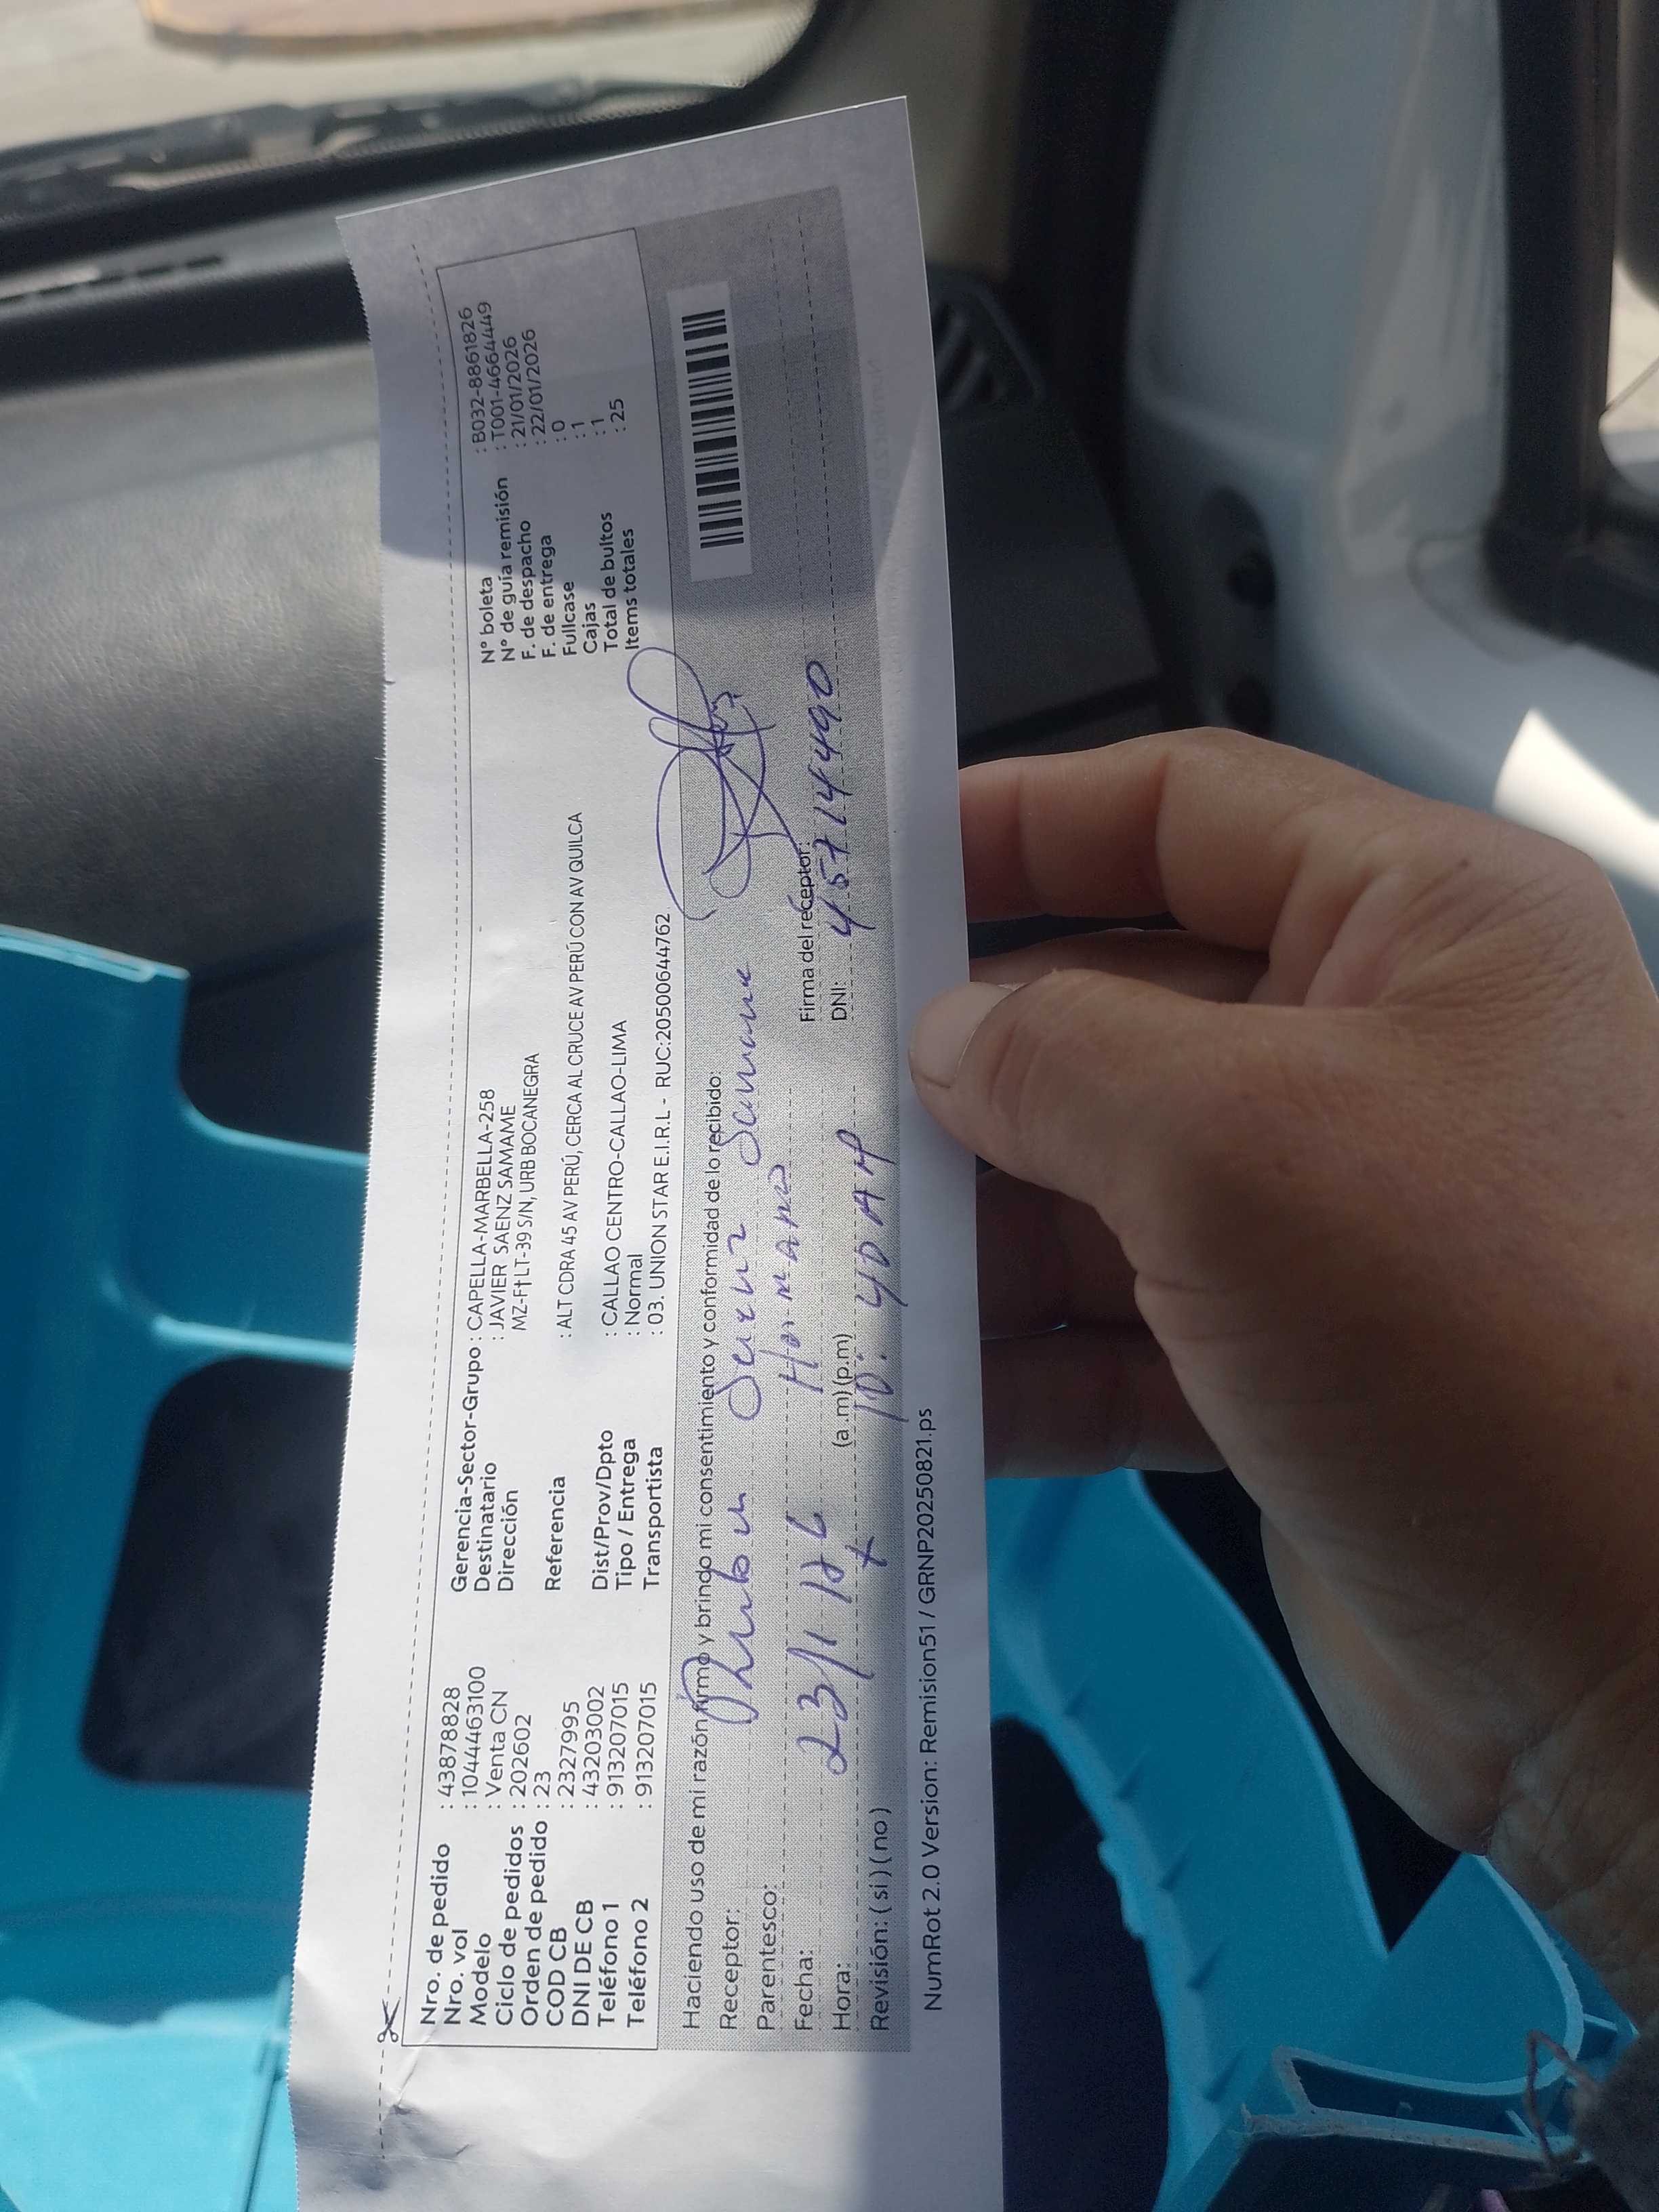 Nro. de pedido : 43878828
Nro. vol : 1044463100
Modelo : Venta CN
Ciclo de pedidos : 202602
Orden de pedido : 23
COD CB : 2327995
DNI DE CB : 43203002
Teléfono 1 : 913207015
Teléfono 2 : 913207015
Gerencia-Sector-Grupo : CAPELLA-MARBELLA-258
Destinatario : JAVIER SAENZ SAMAME
Dirección MZ-F1 LT-39 S/N, URB BOCANEGRA
Referencia : ALT CDRA 45 AV PERÚ, CERCA AL CRUCE AV PERÚ CON AV QUILCA
Dist/Prov/Dpto : CALLAO CENTRO-CALLAO-LIMA
Tipo / Entrega : Normal
Transportista : 03. UNION STAR E.I.R.L - RUC:20500644762
N° boleta : B032-8861826
N° de guía remisión : T001-4664449
F. de despacho : 21/01/2026
F. de entrega : 22/01/2026
Fullcase : 0
Cajas : 1
Total de bultos : 1
Items totales : 25
Haciendo uso de mi razón firmo y brindo mi consentimiento y conformidad de lo recibido:
Receptor: Saenz Samame
Parentesco: Hermano
Firma del receptor:
Fecha: 23/1/26
DNI: 45714490
Hora: (a.m) (p.m)
10:40 AM
Revisión: ( si ) ( no )
NumRot 2.0 Version: Remision51 / GRNP20250821.ps